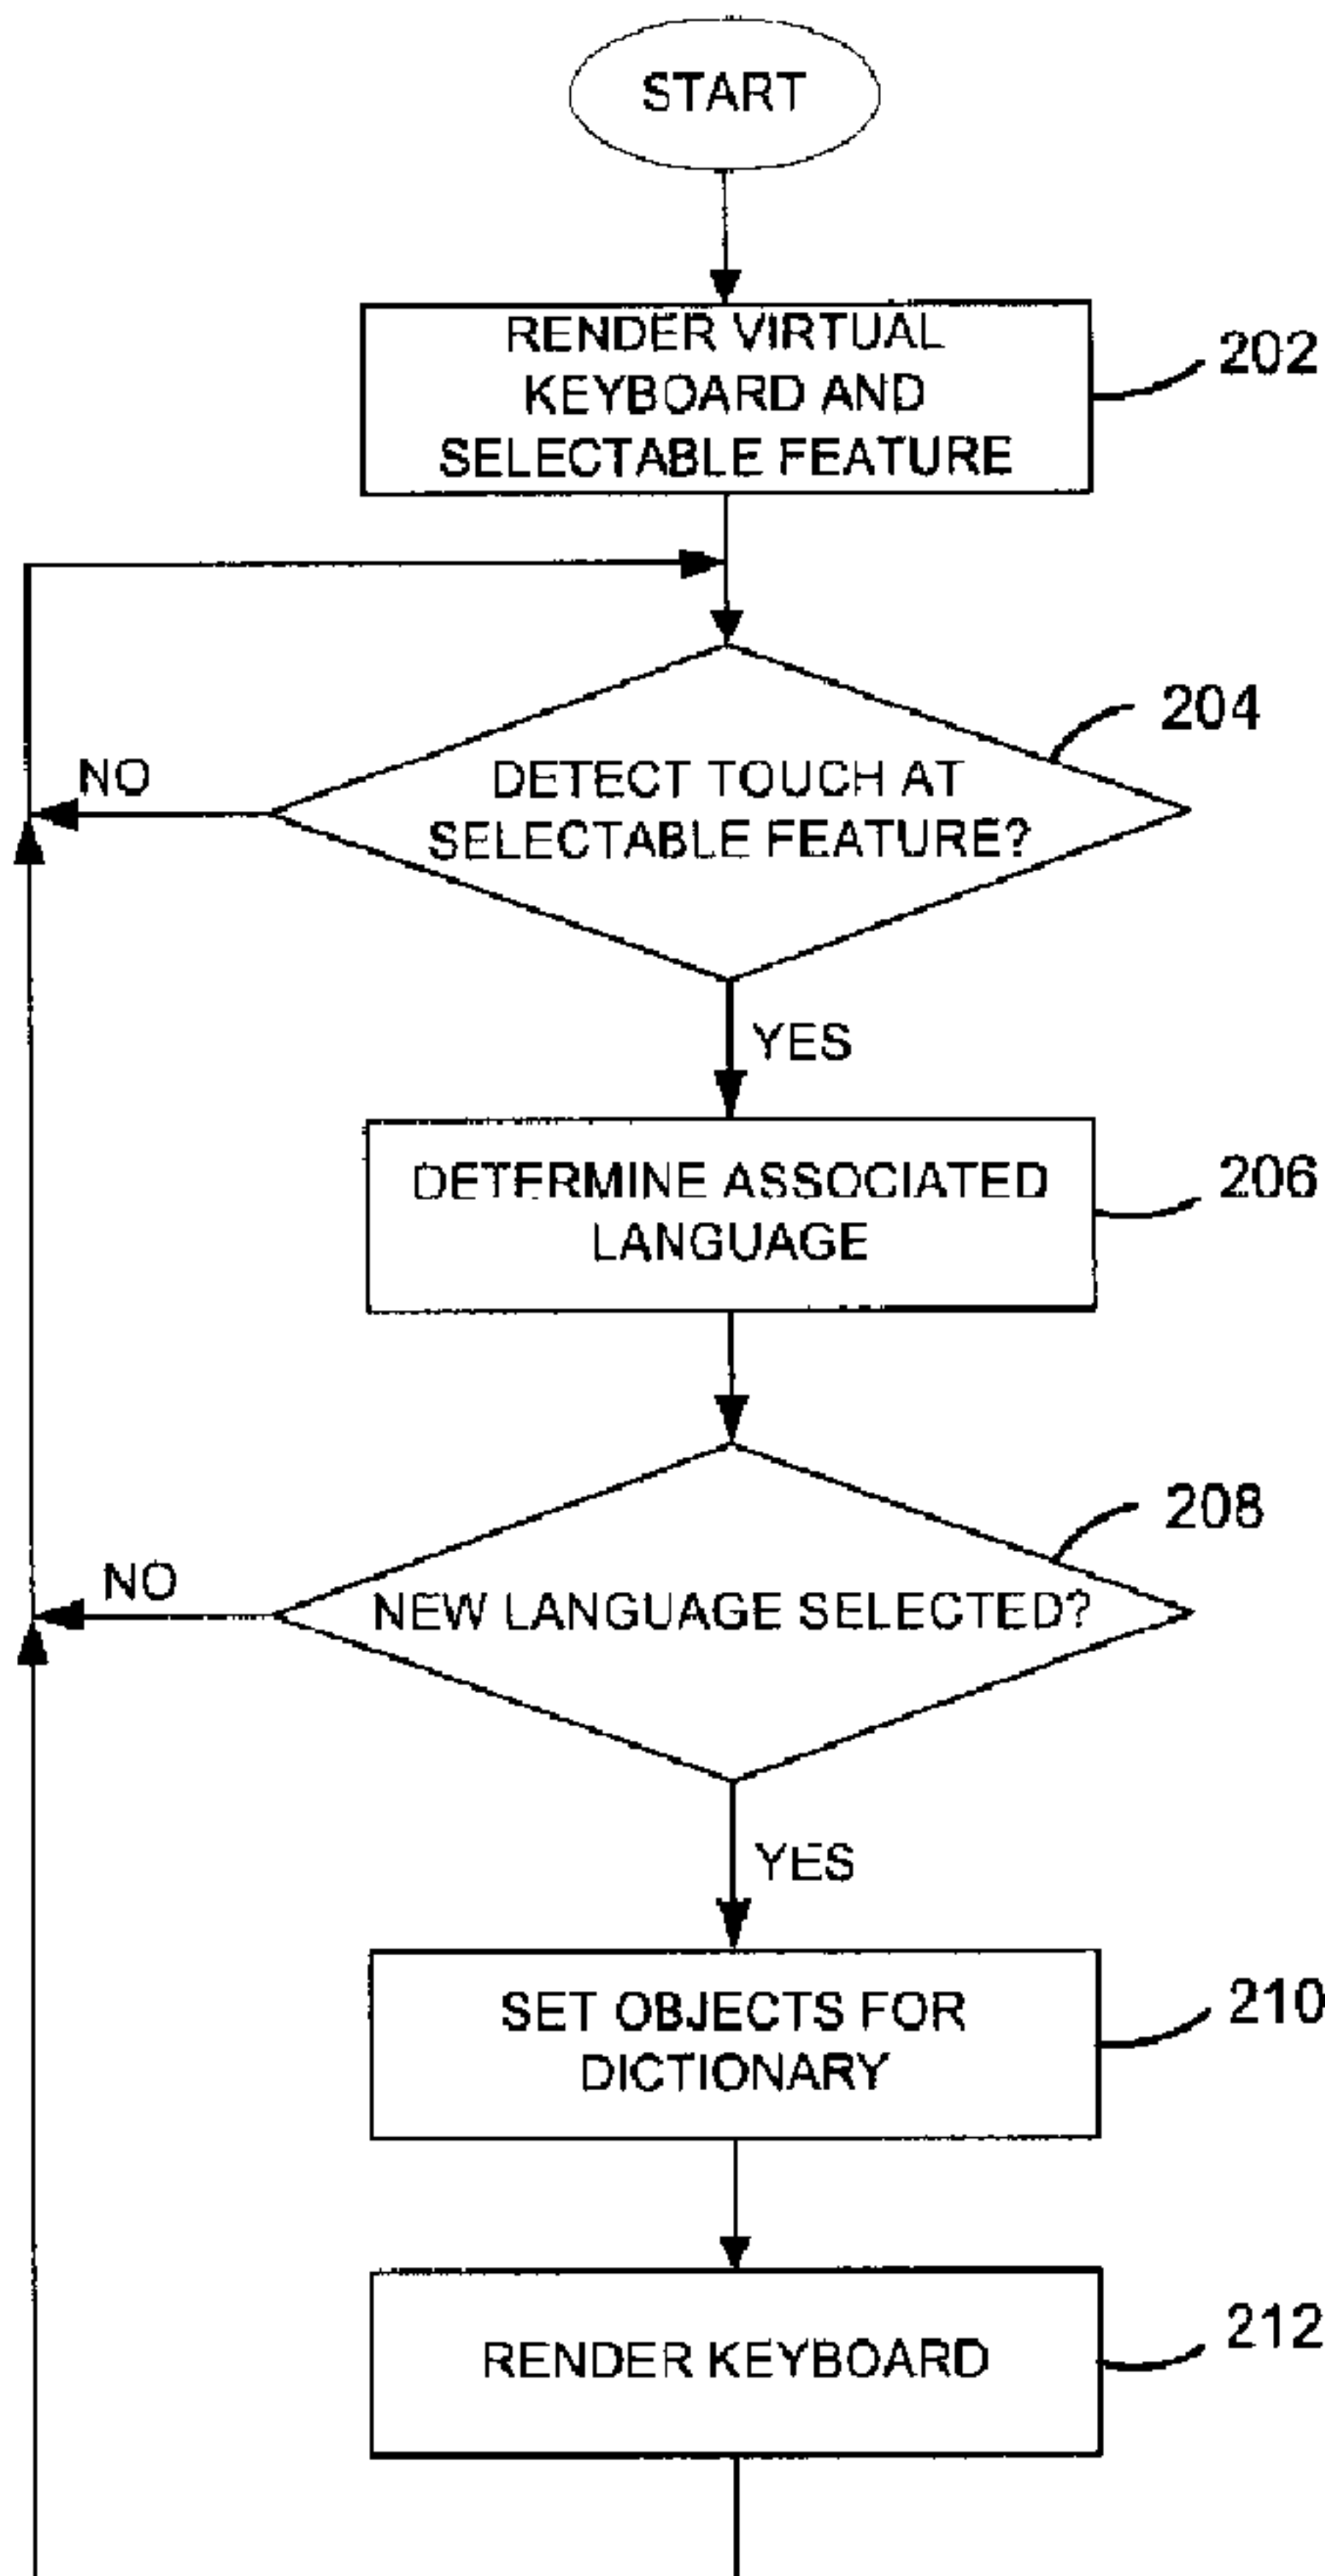 START
RENDER VIRTUAL
KEYBOARD AND
SELECTABLE FEATURE
202
204
DETECT TOUCH AT
SELECTABLE FEATURE?
NO
YES
DETERMINE ASSOCIATED
LANGUAGE
206
208
NEW LANGUAGE SELECTED?
NO
YES
SET OBJECTS FOR
DICTIONARY
210
RENDER KEYBOARD
212